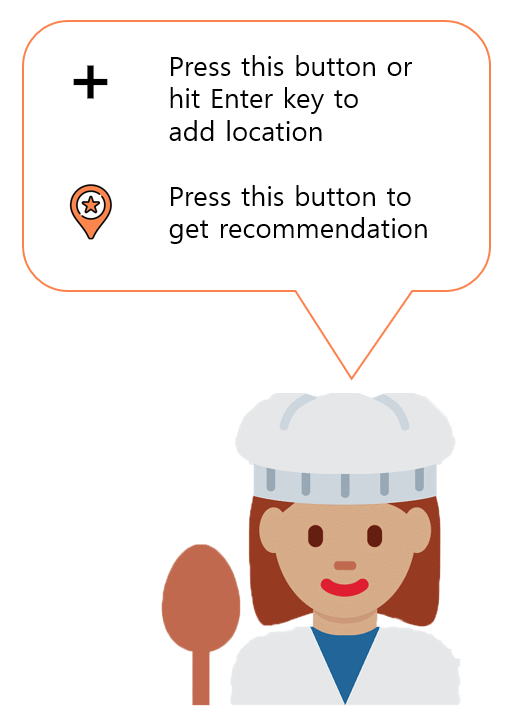 Press this button or
hit Enter key to
add location
Press this button to
get recommendation